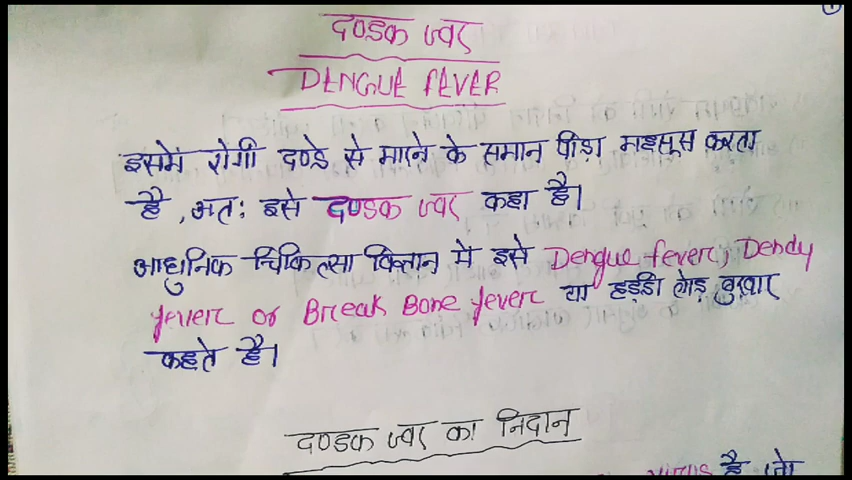 1
दण्डक ज्वर
DENGUE FEVER
इसमे रोगी दण्डे से मारने के समान पीड़ा महसूस करता
है, अतः इसे दण्डक ज्वर कहा है।
आधुनिक चिकित्सा विज्ञान मे इसे Dengue fever, Dendy
fever or Break Bone fever या हड्डी तोड़ बुखार
कहते है।
दण्डक ज्वर का निदान
है जो